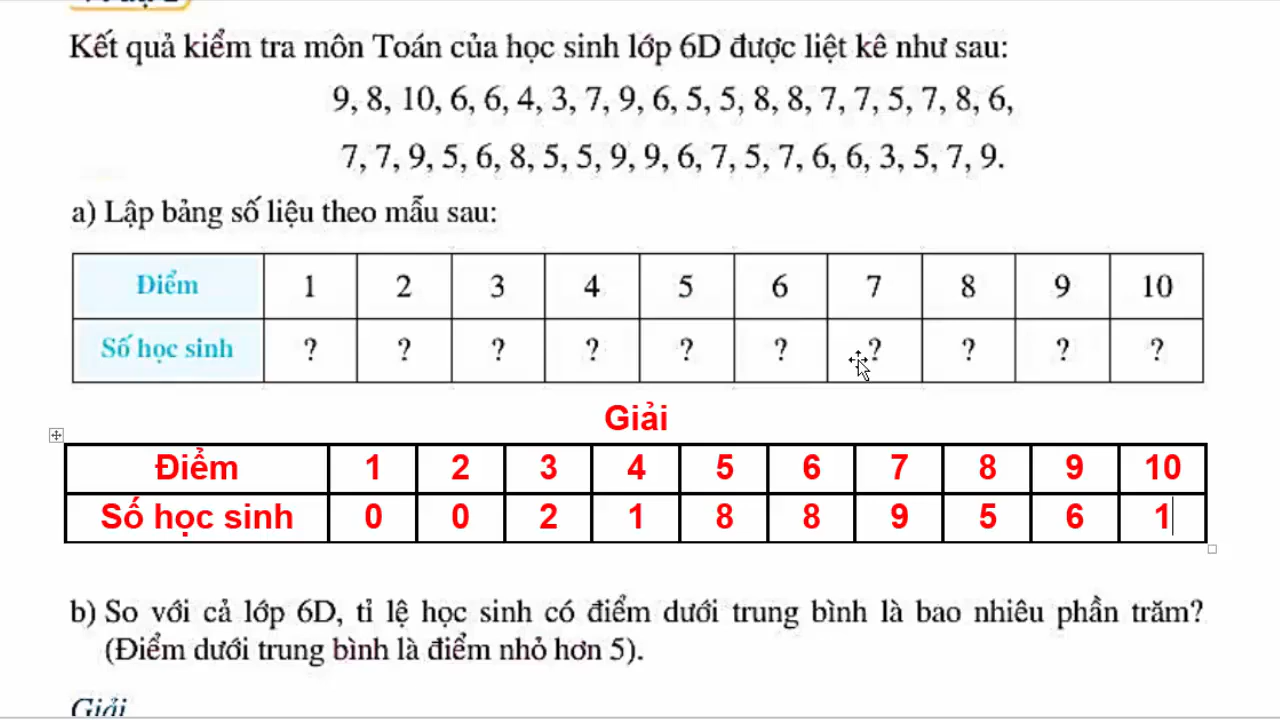 Kết quả kiểm tra môn Toán của học sinh lớp 6D được liệt kê như sau:
9, 8, 10, 6, 6, 4, 3, 7, 9, 6, 5, 5, 8, 8, 7, 7, 5, 7, 8, 6,
7, 7, 9, 5, 6, 8, 5, 5, 9, 9, 6, 7, 5, 7, 6, 6, 3, 5, 7, 9.
a) Lập bảng số liệu theo mẫu sau:
Điểm 1 2 3 4 5 6 7 8 9 10
Số học sinh ? ? ? ? ? ? ? ? ? ?
Giải
Điểm 1 2 3 4 5 6 7 8 9 10
Số học sinh 0 0 2 1 8 8 9 5 6 1
b) So với cả lớp 6D, tỉ lệ học sinh có điểm dưới trung bình là bao nhiêu phần trăm?
(Điểm dưới trung bình là điểm nhỏ hơn 5).
Giải